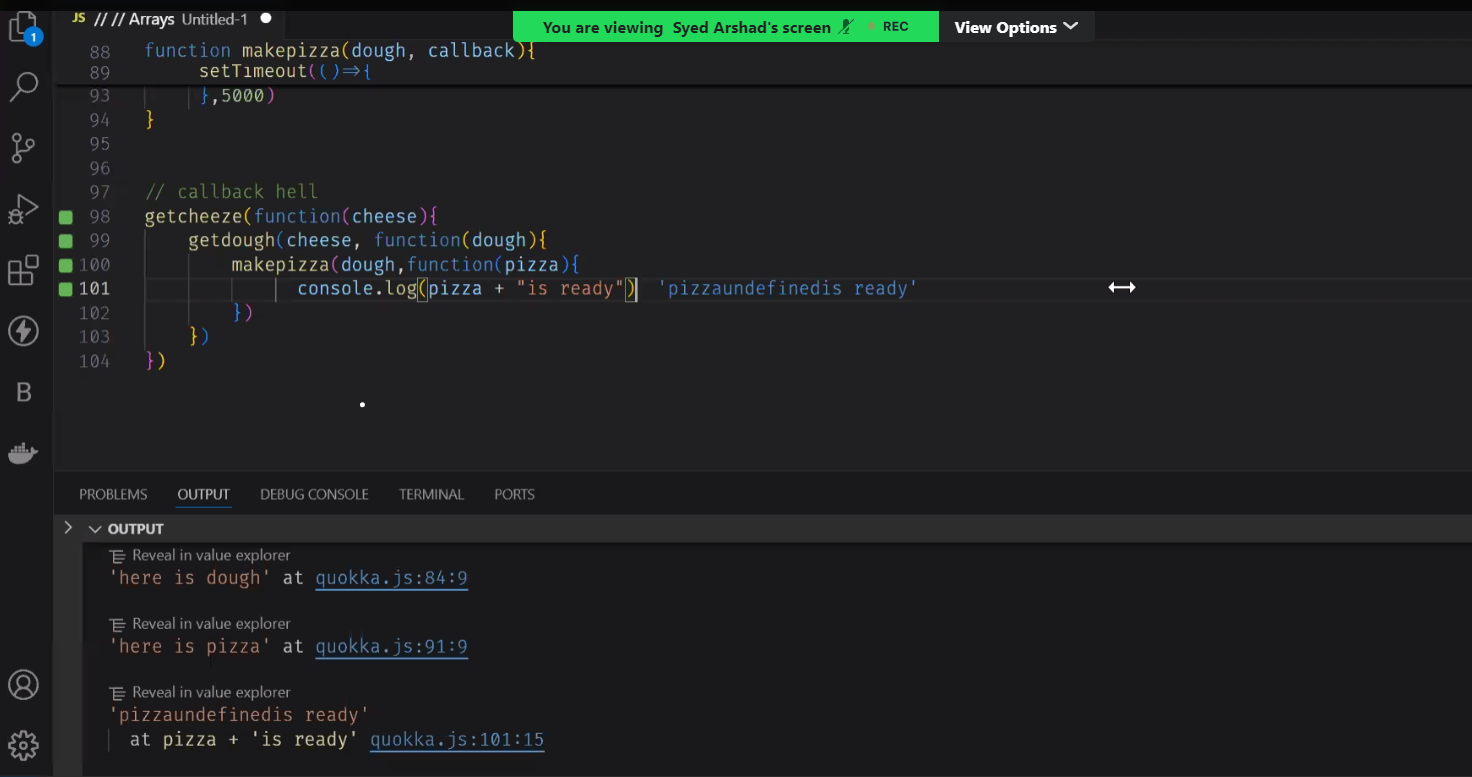 1
JS // // Arrays Untitled-1 ●
You are viewing Syed Arshad's screen REC
View Options
88 function makepizza(dough, callback){
89 setTimeout(()=>{
93 },5000)
94 }
95
96
97 // callback hell
98 getcheeze(function(cheese){
99 getdough(cheese, function(dough){
100 makepizza(dough,function(pizza){
101 console.log(pizza + "is ready") 'pizzaundefinedis ready'
102 })
103 })
104 })
B
PROBLEMS OUTPUT DEBUG CONSOLE TERMINAL PORTS
OUTPUT
Reveal in value explorer
'here is dough' at quokka.js:84:9
Reveal in value explorer
'here is pizza' at quokka.js:91:9
Reveal in value explorer
'pizzaundefinedis ready'
at pizza + 'is ready' quokka.js:101:15